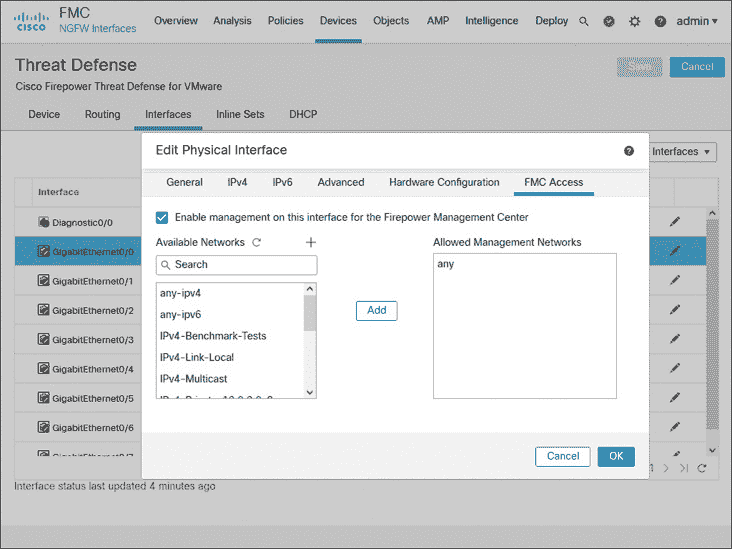 CISCO
FMC
NGFW Interfaces
Overview Analysis Policies Devices Objects AMP Intelligence Deploy admin
Threat Defense
Save Cancel
Cisco Firepower Threat Defense for VMware
Device Routing Interfaces Inline Sets DHCP
Edit Physical Interface
Interfaces
General IPv4 IPv6 Advanced Hardware Configuration FMC Access
Interface
Enable management on this interface for the Firepower Management Center
Diagnostic0/0
Available Networks
Allowed Management Networks
GigabitEthernet0/0
Search
any
GigabitEthernet0/1
any-ipv4
GigabitEthernet0/2
any-ipv6
Add
IPv4-Benchmark-Tests
GigabitEthernet0/3
IPv4-Link-Local
GigabitEthernet0/4
IPv4-Multicast
GigabitEthernet0/5
GigabitEthernet0/6
Cancel OK
1
Interface status last updated 4 minutes ago